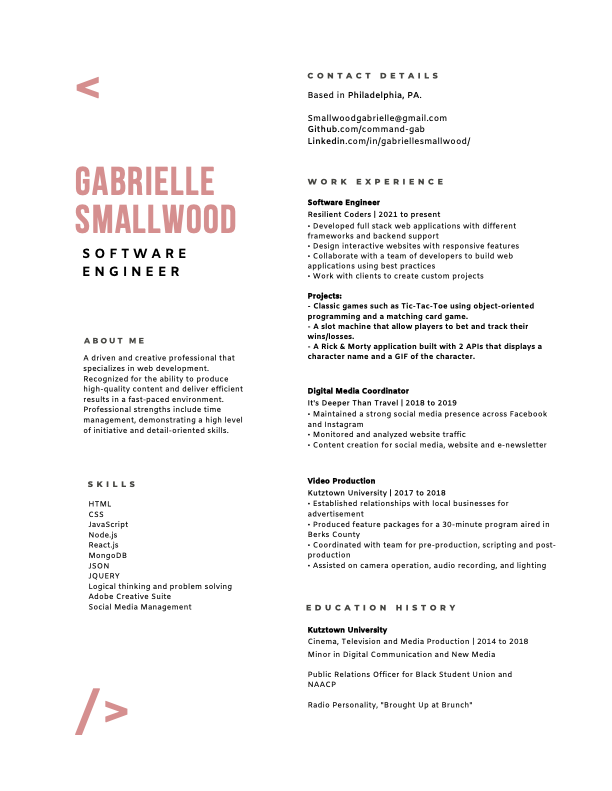 <
GABRIELLE
SMALLWOOD
SOFTWARE
ENGINEER
ABOUT ME
A driven and creative professional that
specializes in web development.
Recognized for the ability to produce
high-quality content and deliver efficient
results in a fast-paced environment.
Professional strengths include time
management, demonstrating a high level
of initiative and detail-oriented skills.
SKILLS
HTML
CSS
JavaScript
Node.js
React.js
MongoDB
JSON
JQUERY
Logical thinking and problem solving
Adobe Creative Suite
Social Media Management
/>
CONTACT DETAILS
Based in Philadelphia, PA.
Smallwoodgabrielle@gmail.com
Github.com/command-gab
Linkedin.com/in/gabriellesmallwood/
WORK EXPERIENCE
Software Engineer
Resilient Coders | 2021 to present
• Developed full stack web applications with different
frameworks and backend support
• Design interactive websites with responsive features
• Collaborate with a team of developers to build web
applications using best practices
• Work with clients to create custom projects
Projects:
- Classic games such as Tic-Tac-Toe using object-oriented
programming and a matching card game.
- A slot machine that allow players to bet and track their
wins/losses.
- A Rick & Morty application built with 2 APIs that displays a
character name and a GIF of the character.
Digital Media Coordinator
It's Deeper Than Travel | 2018 to 2019
• Maintained a strong social media presence across Facebook
and Instagram
• Monitored and analyzed website traffic
• Content creation for social media, website and e-newsletter
Video Production
Kutztown University | 2017 to 2018
• Established relationships with local businesses for
advertisement
• Produced feature packages for a 30-minute program aired in
Berks County
• Coordinated with team for pre-production, scripting and post-
production
• Assisted on camera operation, audio recording, and lighting
EDUCATION HISTORY
Kutztown University
Cinema, Television and Media Production | 2014 to 2018
Minor in Digital Communication and New Media
Public Relations Officer for Black Student Union and
NAACP
Radio Personality, "Brought Up at Brunch"